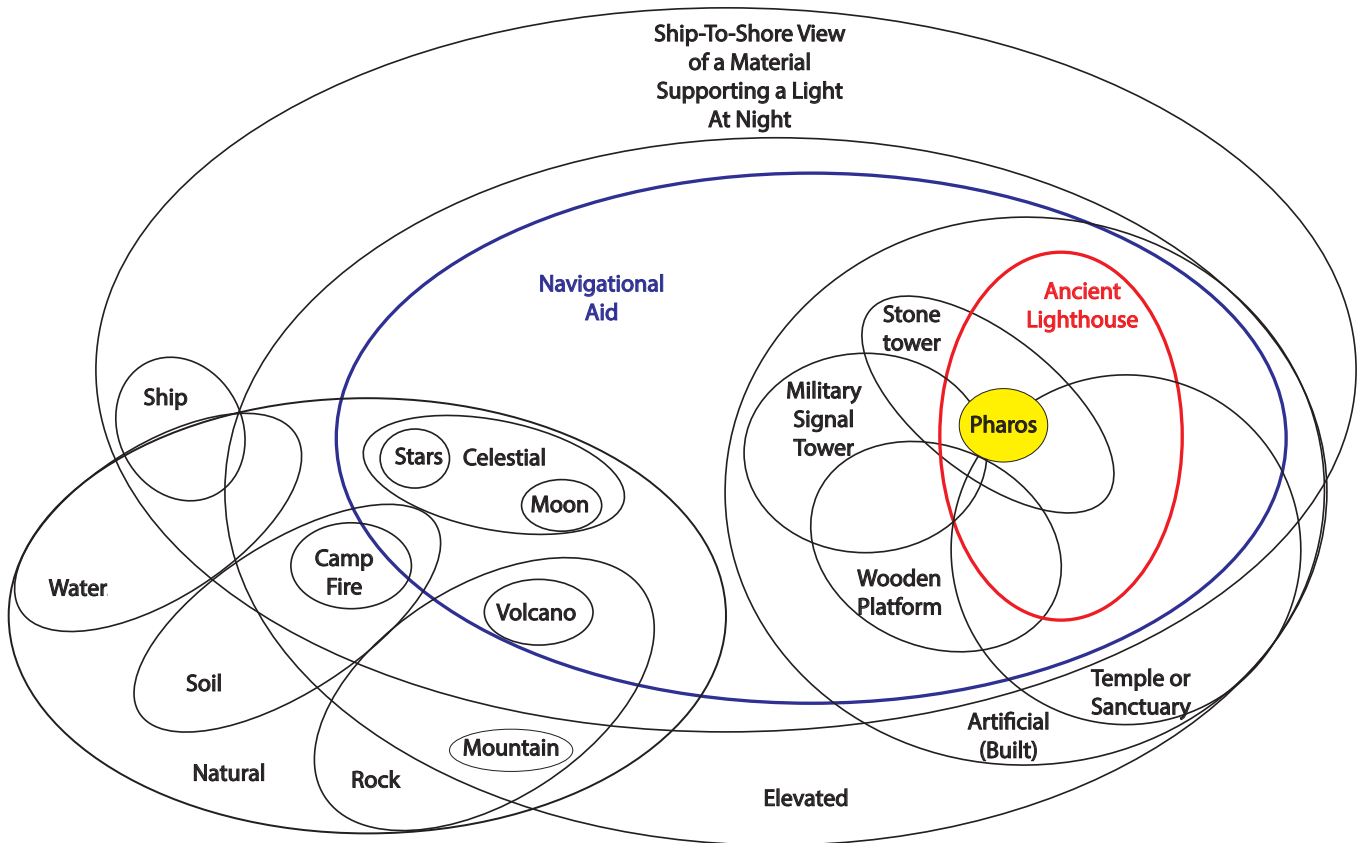 Ship-To-Shore View
of a Material
Supporting a Light
At Night
Navigational
Aid
Ancient
Lighthouse
Stone
tower
Ship
Military
Signal
Tower
Pharos
Stars
Celestial
Moon
Camp
Fire
Water
Volcano
Wooden
Platform
Soil
Temple or
Sanctuary
Artificial
(Built)
Mountain
Natural
Rock
Elevated